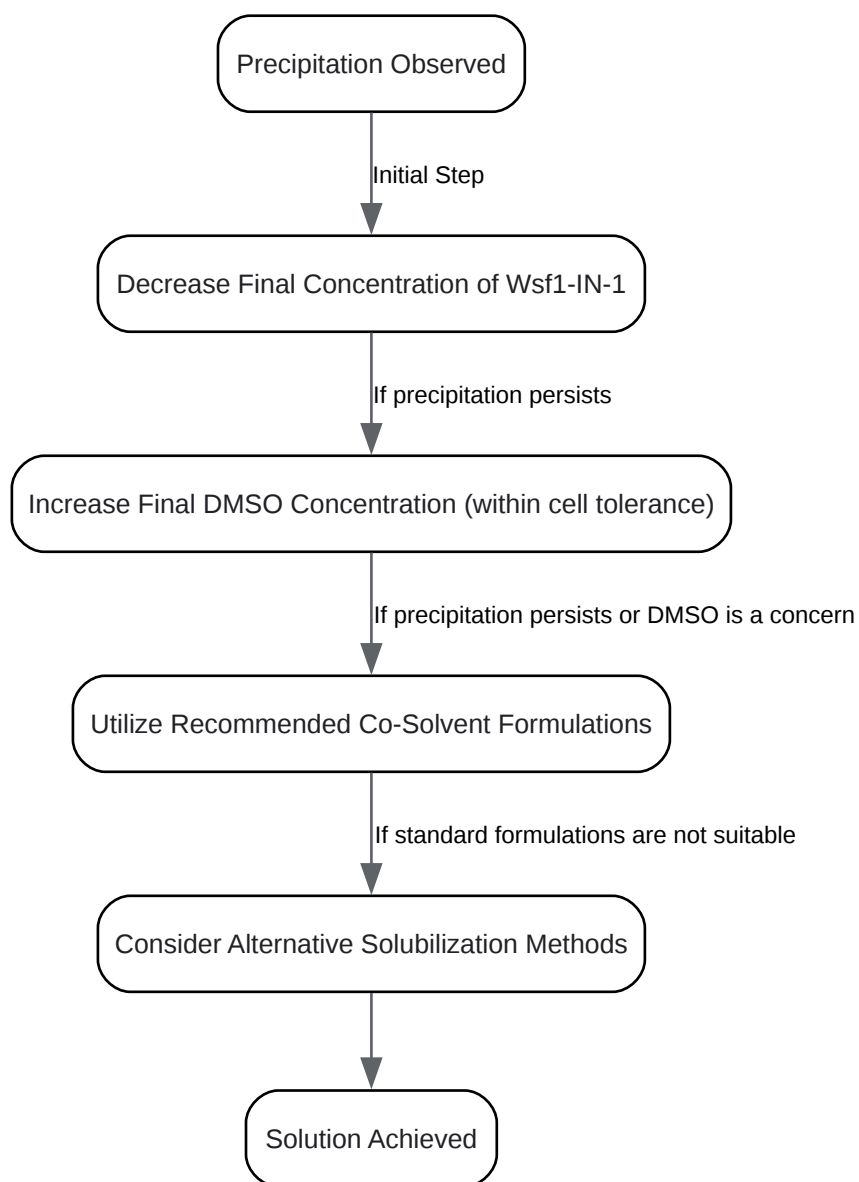 Precipitation Observed
Initial Step
Decrease Final Concentration of Wsf1-IN-1
If precipitation persists
Increase Final DMSO Concentration (within cell tolerance)
If precipitation persists or DMSO is a concern
Utilize Recommended Co-Solvent Formulations
If standard formulations are not suitable
Consider Alternative Solubilization Methods
Solution Achieved